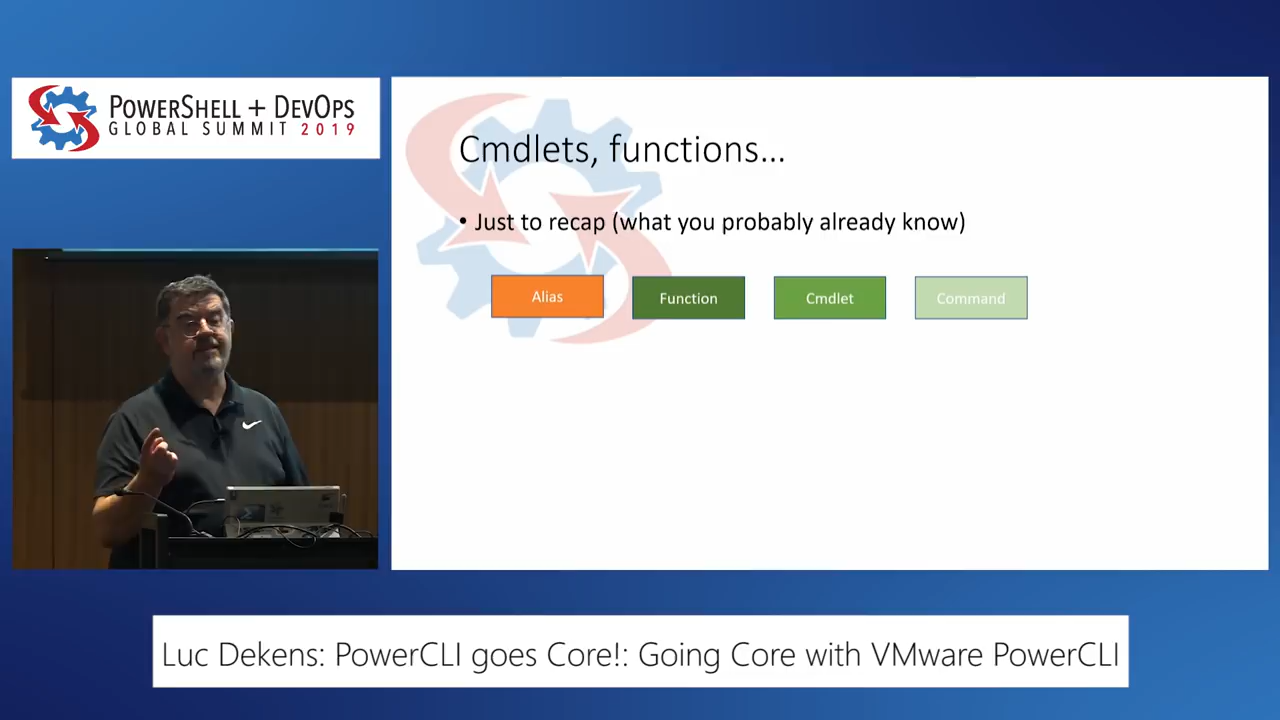 POWERSHELL + DEVOPS
GLOBAL SUMMIT 2019
Cmdlets, functions...
• Just to recap (what you probably already know)
Alias
Function
Cmdlet
Command
Luc Dekens: PowerCLI goes Core!: Going Core with VMware PowerCLI